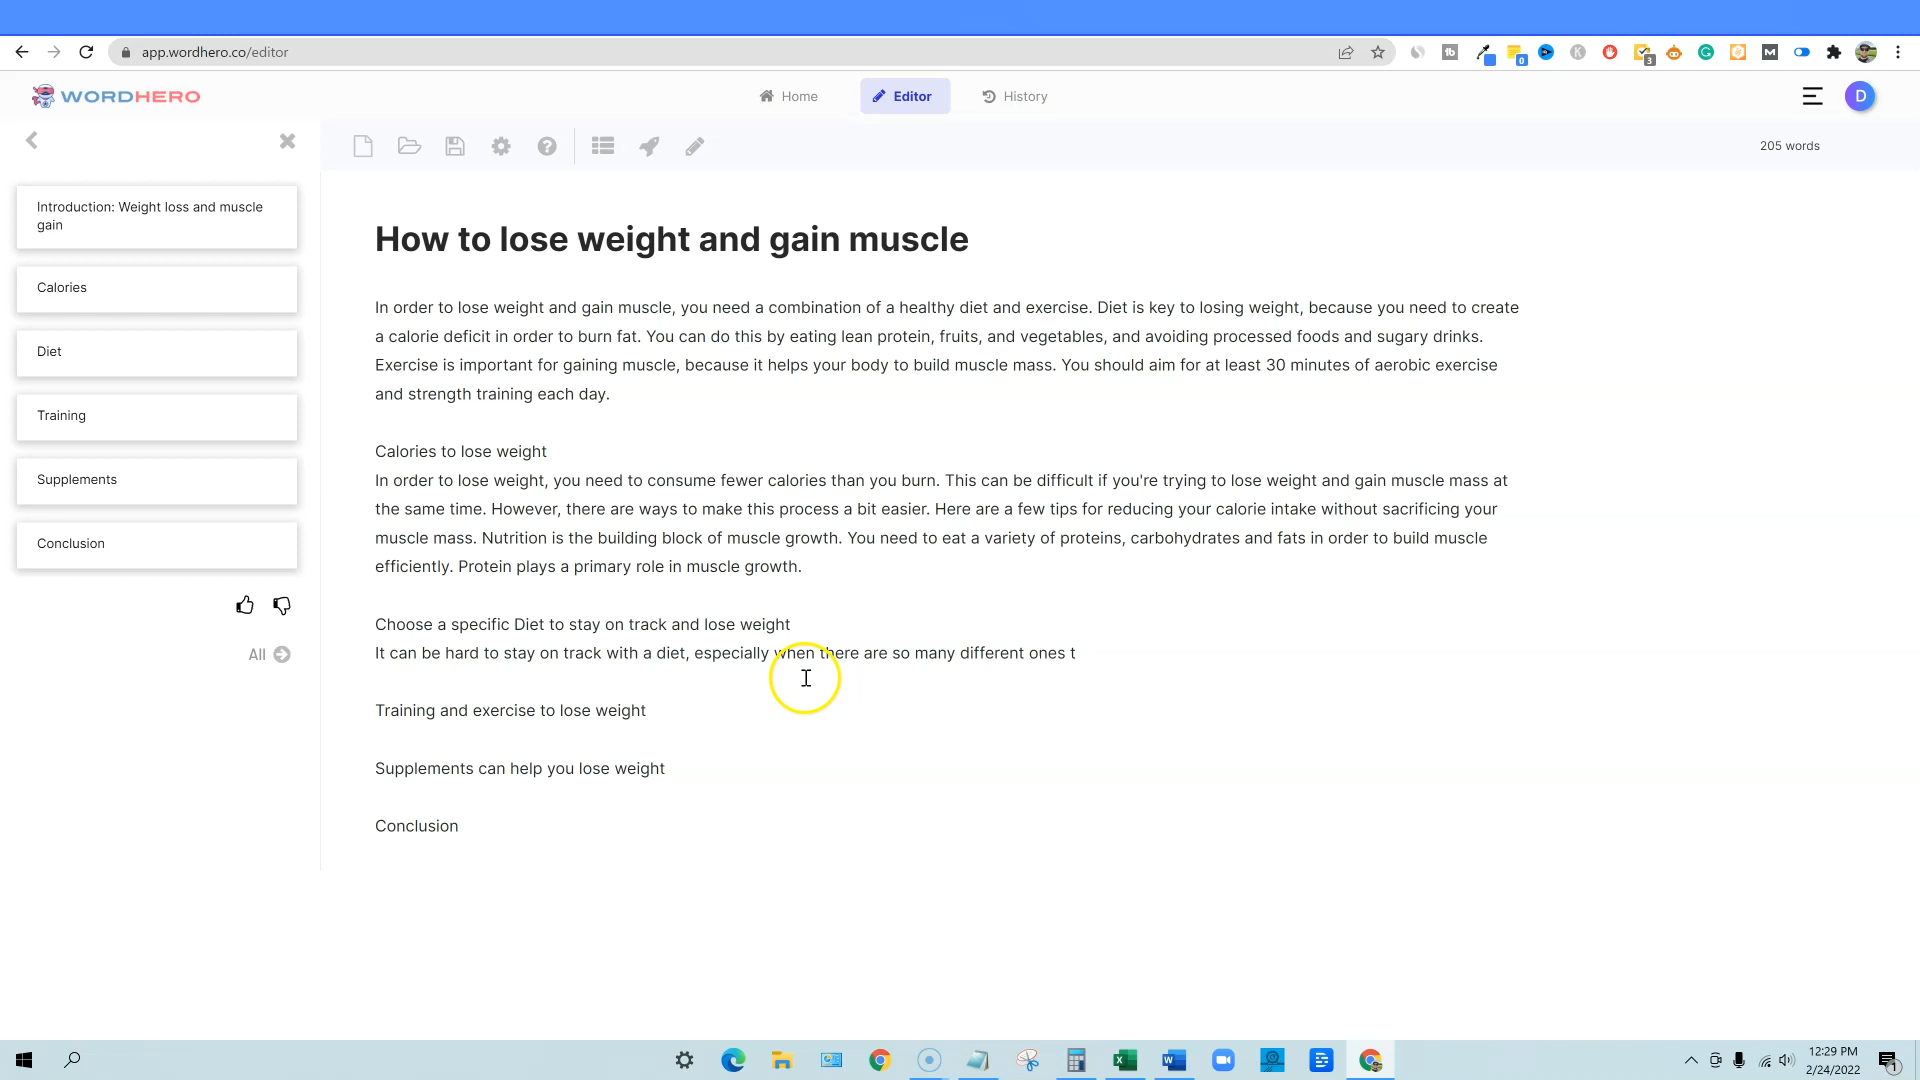 app.wordhero.co/editor
0
3
WORDHERO
Home
Editor
History
D
205 words
Introduction: Weight loss and muscle
gain
Calories
Diet
Training
Supplements
Conclusion
All
How to lose weight and gain muscle
In order to lose weight and gain muscle, you need a combination of a healthy diet and exercise. Diet is key to losing weight, because you need to create
a calorie deficit in order to burn fat. You can do this by eating lean protein, fruits, and vegetables, and avoiding processed foods and sugary drinks.
Exercise is important for gaining muscle, because it helps your body to build muscle mass. You should aim for at least 30 minutes of aerobic exercise
and strength training each day.
Calories to lose weight
In order to lose weight, you need to consume fewer calories than you burn. This can be difficult if you're trying to lose weight and gain muscle mass at
the same time. However, there are ways to make this process a bit easier. Here are a few tips for reducing your calorie intake without sacrificing your
muscle mass. Nutrition is the building block of muscle growth. You need to eat a variety of proteins, carbohydrates and fats in order to build muscle
efficiently. Protein plays a primary role in muscle growth.
Choose a specific Diet to stay on track and lose weight
It can be hard to stay on track with a diet, especially when there are so many different ones t
Training and exercise to lose weight
Supplements can help you lose weight
Conclusion
12:29 PM
2/24/2022
1